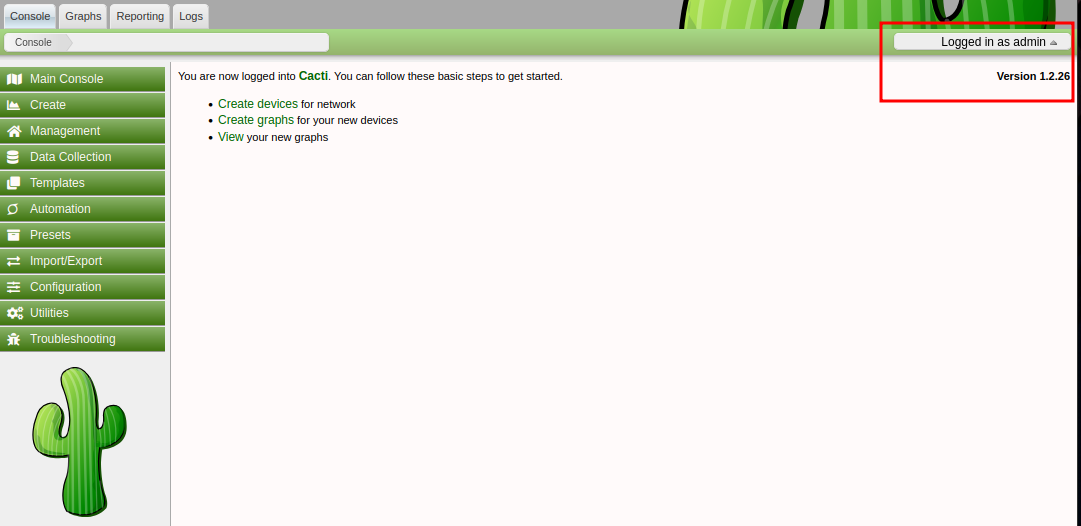 Console Graphs Reporting Logs
Console
Logged in as admin
Main Console
Create
Management
Data Collection
Templates
Automation
Presets
Import/Export
Configuration
Utilities
Troubleshooting
You are now logged into Cacti. You can follow these basic steps to get started.
Version 1.2.26
Create devices for network
Create graphs for your new devices
View your new graphs